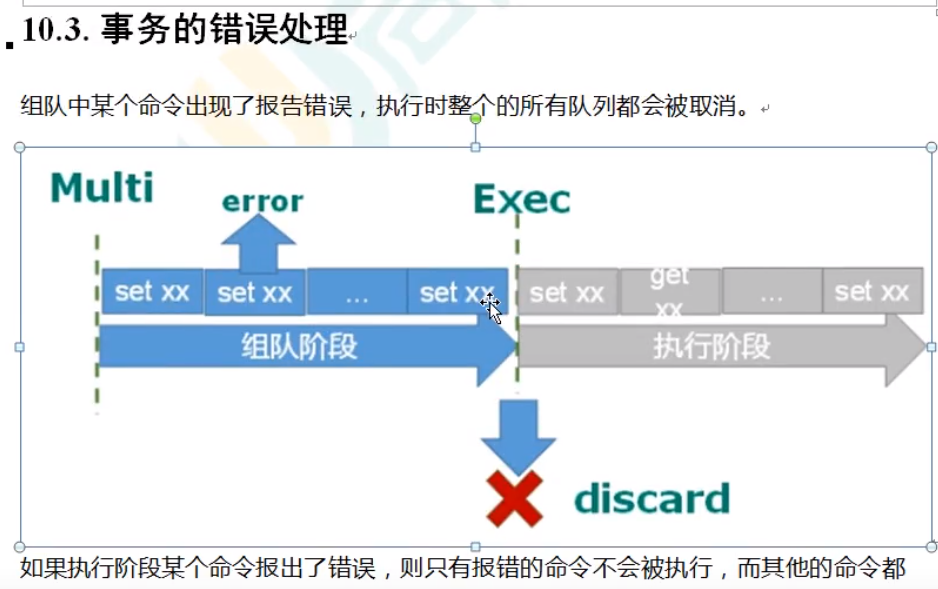 10.3. 事务的错误处理
组队中某个命令出现了报告错误，执行时整个的所有队列都会被取消。
Multi
error
Exec
set xx set xx ... set xx set xx get xx ... set xx
组队阶段 执行阶段
discard
如果执行阶段某个命令报出了错误，则只有报错的命令不会被执行，而其他的命令都